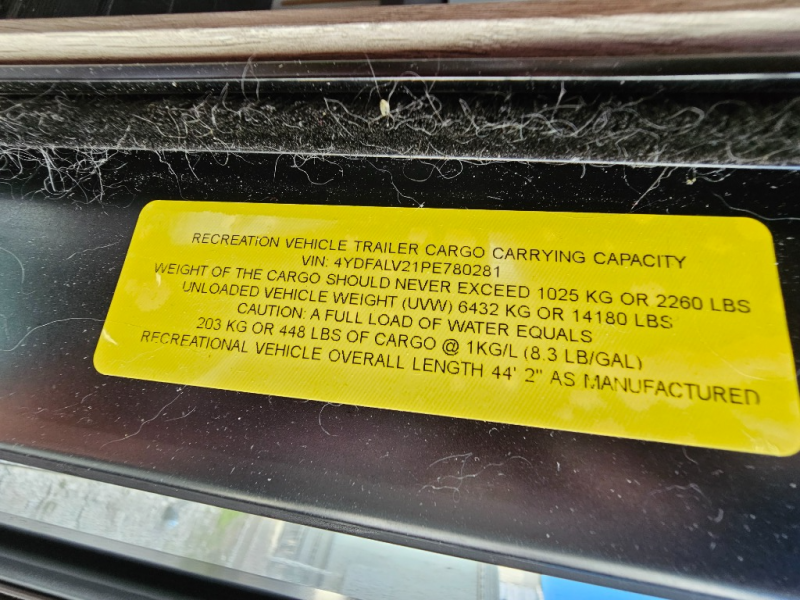 RECREATION VEHICLE TRAILER CARGO CARRYING CAPACITY
VIN: 4YDFALV21PE780281
WEIGHT OF THE CARGO SHOULD NEVER EXCEED 1025 KG OR 2260 LBS
UNLOADED VEHICLE WEIGHT (UVW) 6432 KG OR 14180 LBS
CAUTION: A FULL LOAD OF WATER EQUALS
203 KG OR 448 LBS OF CARGO @ 1KG/L (8.3 LB/GAL)
RECREATIONAL VEHICLE OVERALL LENGTH 44' 2" AS MANUFACTURED